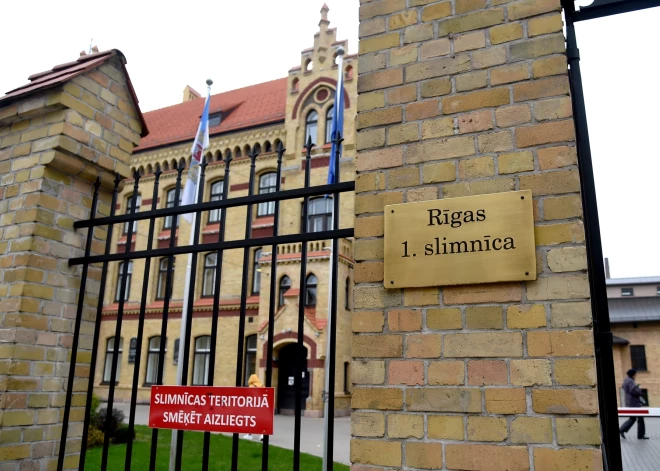 Rīgas
1. slimnīca
SLIMNĪCAS TERITORIJĀ
SMĒĶĒT AIZLIEGTS